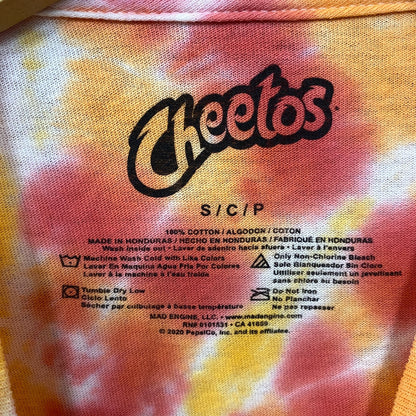 Cheetos
S / C / P
100% COTTON / ALGODON / COTON
MADE IN HONDURAS / HECHO EN HONDURAS / FABRIQUÉ EN HONDURAS
Wash inside out • Lavar de adentro hacia afuera • Laver à l'envers
Machine Wash Cold with Like Colors
Lavar En Maquina Agua Fria Por Colores
Laver à la machine à l'eau froide
Only Non-Chlorine Bleach
Sole Blanqueador Sin Cloro
Utiliser seulement un javellisant
sans chlore au besoin
Tumble Dry Low
Ciclo Lento
Sécher par culbutage à basse température
Do Not Iron
No Planchar
Ne pas repasser
MAD ENGINE, LLC. • www.madengine.com
RN# 0101531 • CA 41659
© 2020 PepsiCo, Inc. and its affiliates.